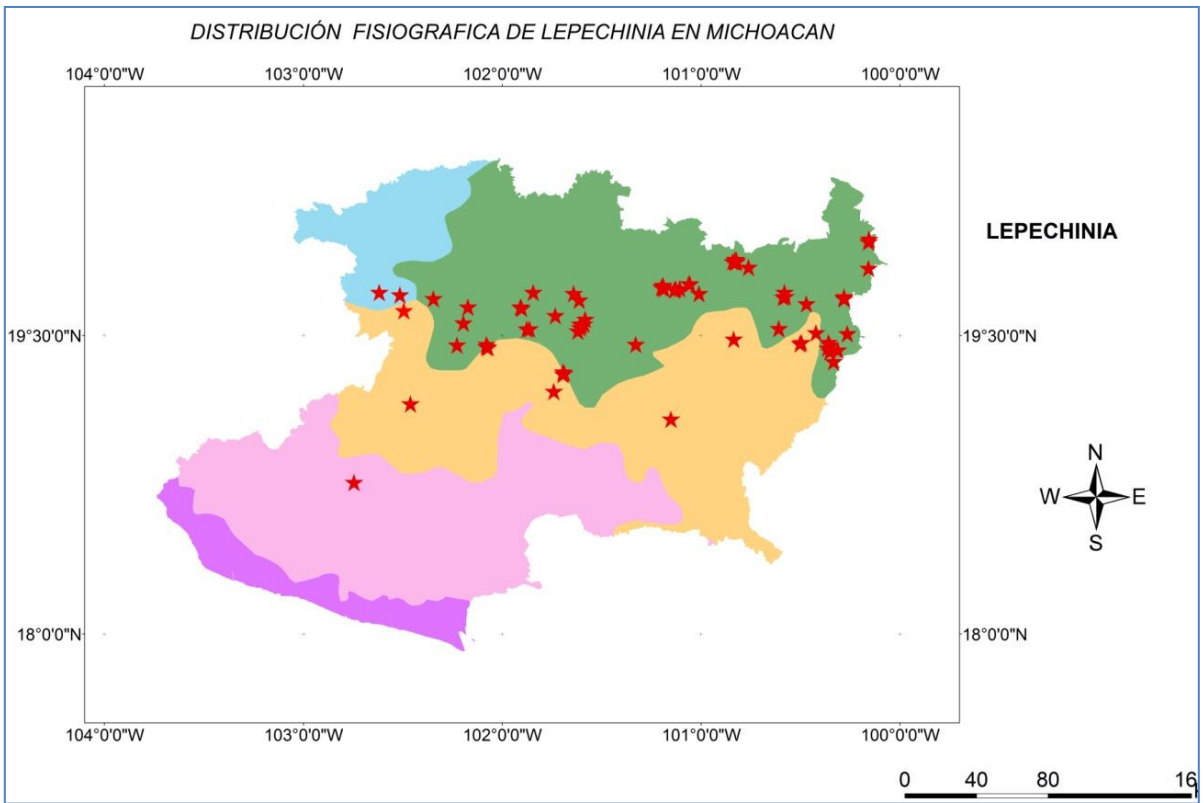 DISTRIBUCIÓN FISIOGRAFICA DE LEPECHINIA EN MICHOACAN
104°0'0"W 103°0'0"W 102°0'0"W 101°0'0"W 100°0'0"W
LEPECHINIA
19°30'0"N 19°30'0"N
N
W E
S
18°0'0"N 18°0'0"N
104°0'0"W 103°0'0"W 102°0'0"W 101°0'0"W 100°0'0"W
0 40 80 16